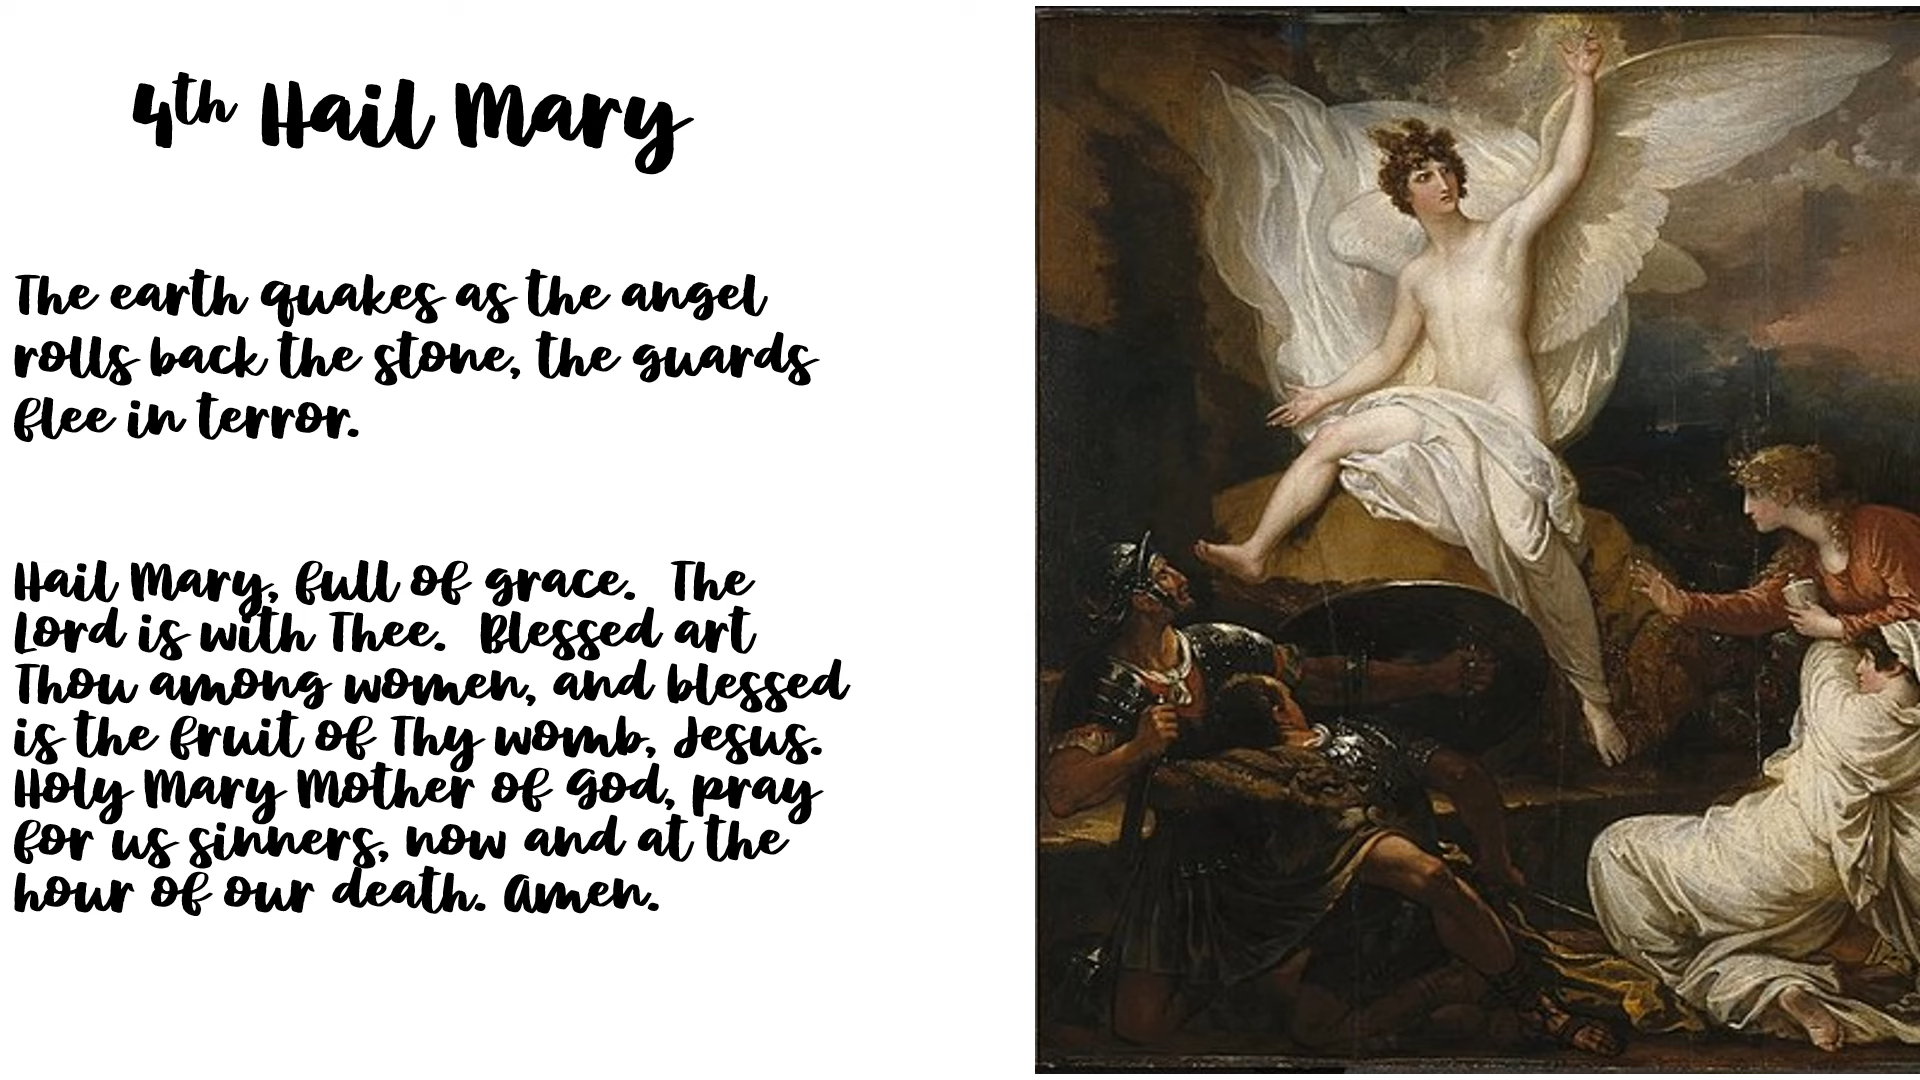 4th Hail Mary
The earth quakes as the angel
rolls back the stone, the guards
flee in terror.
Hail Mary, full of grace.  The
Lord is with Thee.  Blessed art
Thou among women, and blessed
is the fruit of Thy womb, Jesus.
Holy Mary Mother of God, pray
for us sinners, now and at the
hour of our death. Amen.